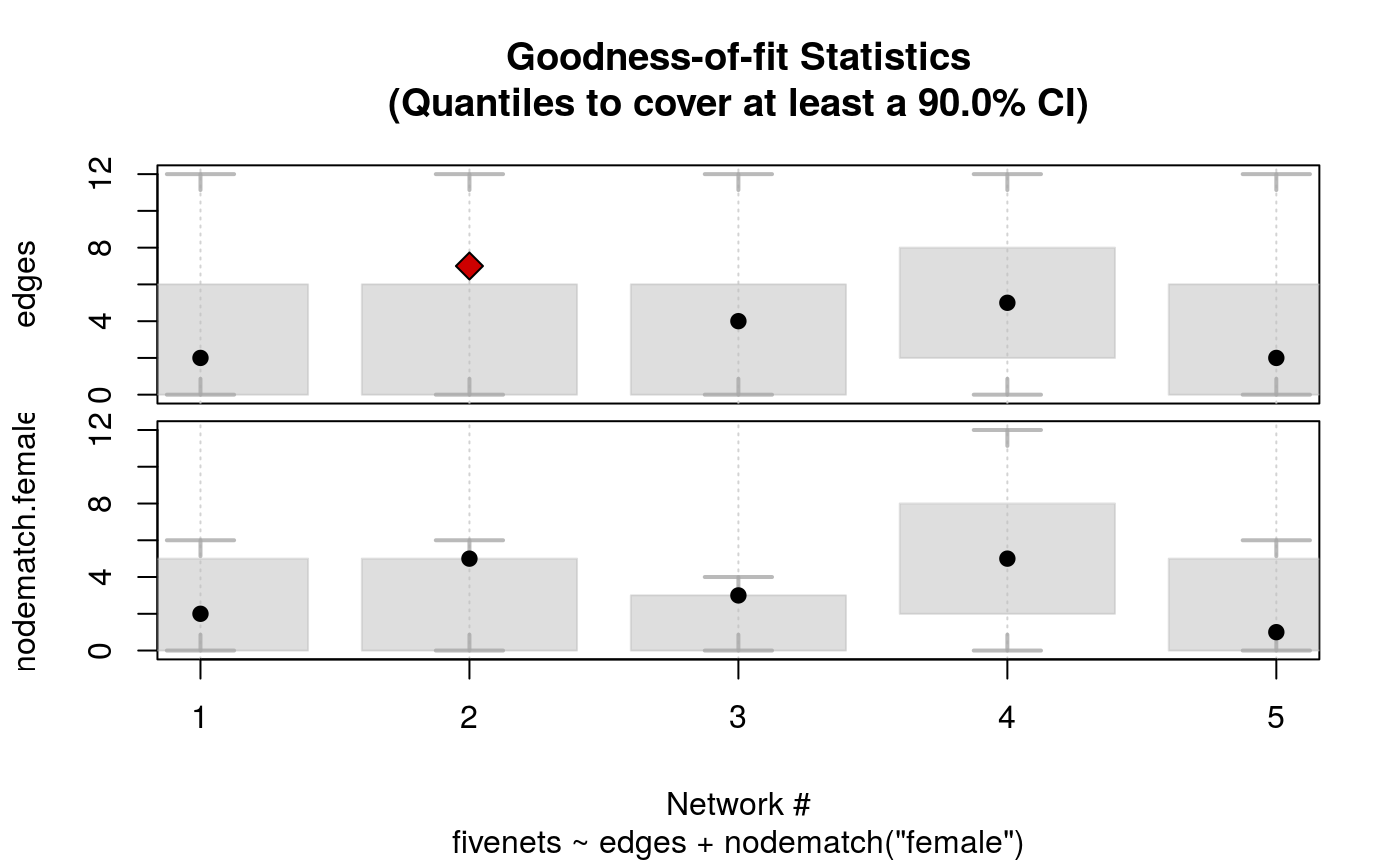 Goodness-of-fit Statistics
(Quantiles to cover at least a 90.0% CI)
edges
0 4 8 12
nodematch.female
0 4 8 12
1 2 3 4 5
Network #
fivenets ~ edges + nodematch("female")